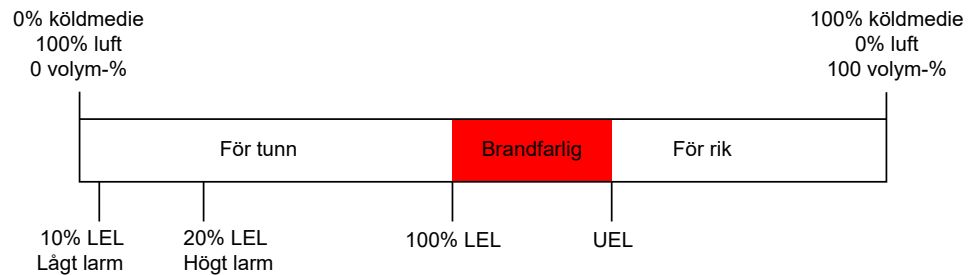 0% köldmedie
100% luft
0 volym-%
100% köldmedie
0% luft
100 volym-%
För tunn
Brandfarlig
För rik
10% LEL
Lågt larm
20% LEL
Högt larm
100% LEL
UEL